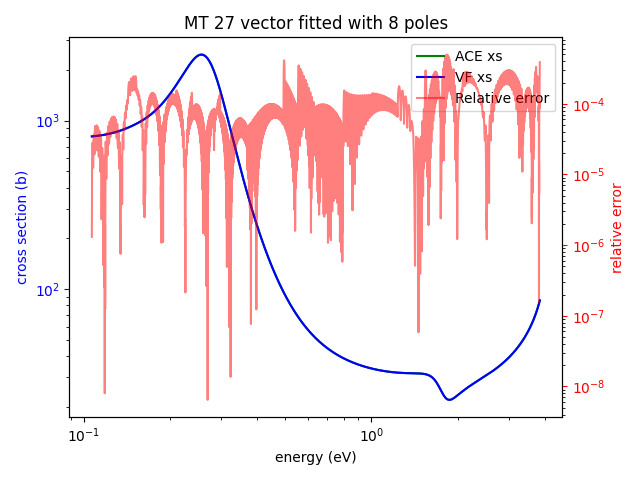 MT 27 vector fitted with 8 poles
ACE xs
VF xs
Relative error
10³
10²
cross section (b)
10⁻⁴
10⁻⁵
10⁻⁶
10⁻⁷
10⁻⁸
relative error
10⁻¹
10⁰
energy (eV)